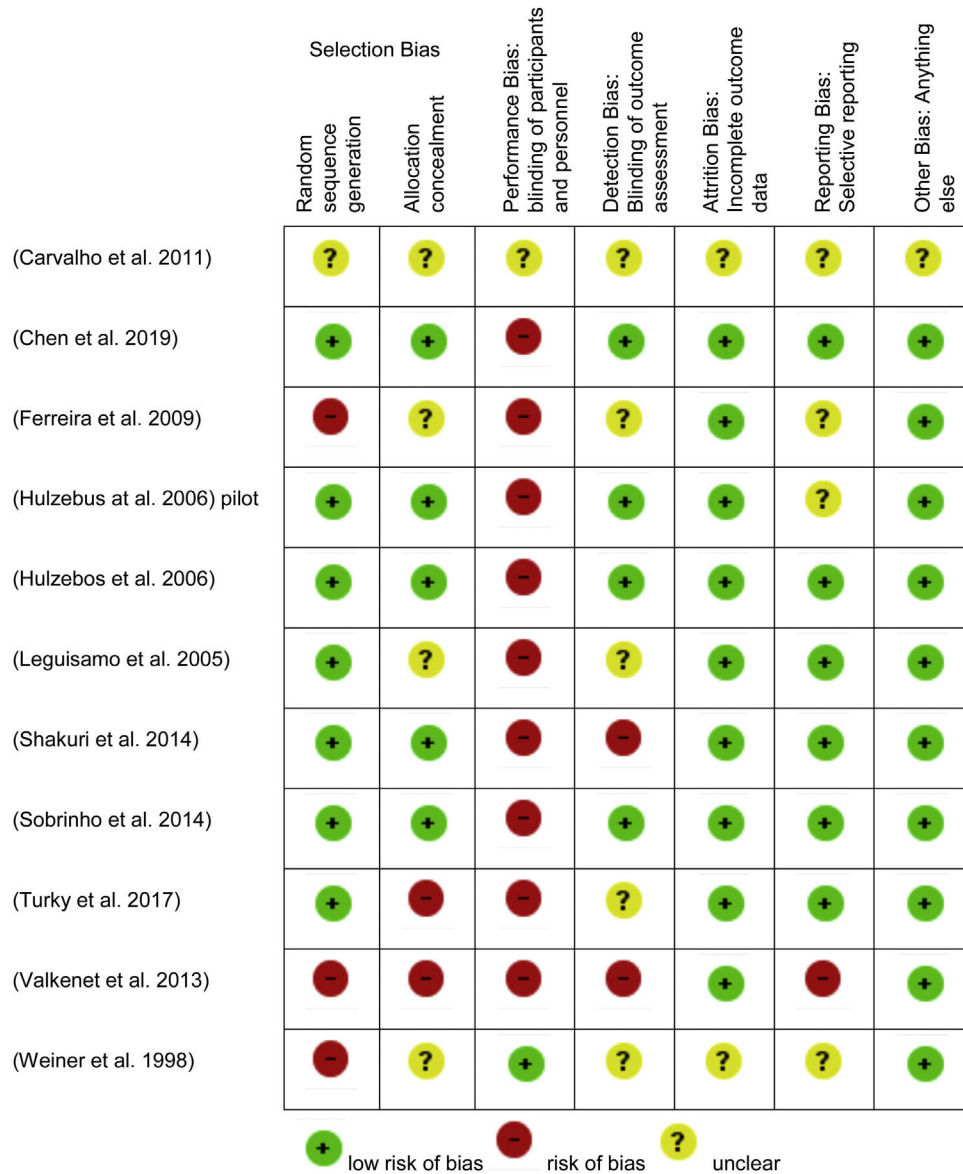 Selection Bias
Random
sequence
generation
Allocation
concealment
Performance Bias:
blinding of participants
and personnel
Detection Bias:
Blinding of outcome
assessment
Attrition Bias:
Incomplete outcome
data
Reporting Bias:
Selective reporting
Other Bias: Anything
else
(Carvalho et al. 2011) ? ? ? ? ? ? ?
(Chen et al. 2019) + + - + + + +
(Ferreira et al. 2009) - ? - ? + ? +
(Hulzebus at al. 2006) pilot + + - + + ? +
(Hulzebos et al. 2006) + + - + + + +
(Leguisamo et al. 2005) + ? - ? + + +
(Shakuri et al. 2014) + + - - + + +
(Sobrinho et al. 2014) + + - + + + +
(Turky et al. 2017) + - - ? + + +
(Valkenet et al. 2013) - - - - + - +
(Weiner et al. 1998) - ? + ? ? ? +
+ low risk of bias - risk of bias ? unclear